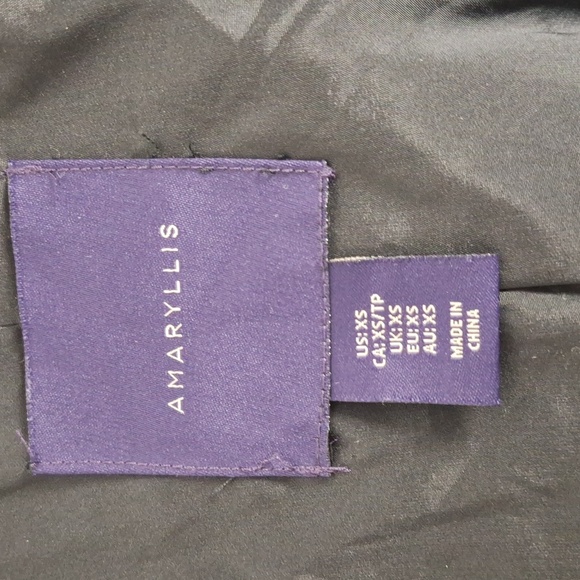 AMARYLLIS
US: XS
CA: XS/TP
UK: XS
EU: XS
AU: XS
MADE IN
CHINA